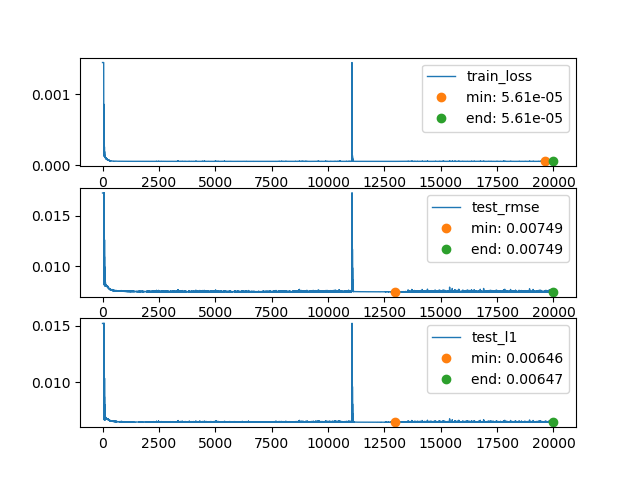 train_loss
min: 5.61e-05
end: 5.61e-05
0.001
0.000
0 2500 5000 7500 10000 12500 15000 17500 20000
test_rmse
min: 0.00749
end: 0.00749
0.015
0.010
0 2500 5000 7500 10000 12500 15000 17500 20000
test_l1
min: 0.00646
end: 0.00647
0.015
0.010
0 2500 5000 7500 10000 12500 15000 17500 20000